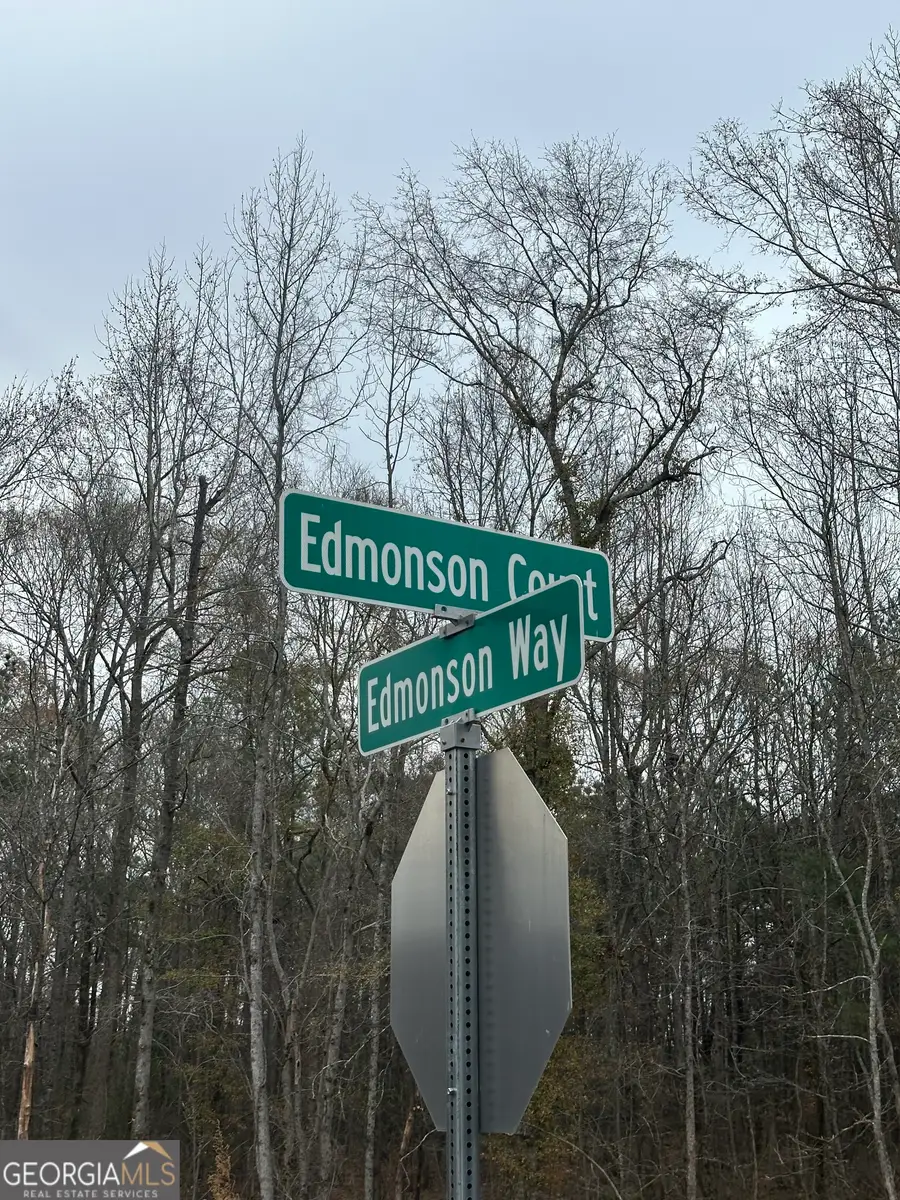 Edmonson Court
Edmonson Way
GEORGIAMLS
REAL ESTATE SERVICES